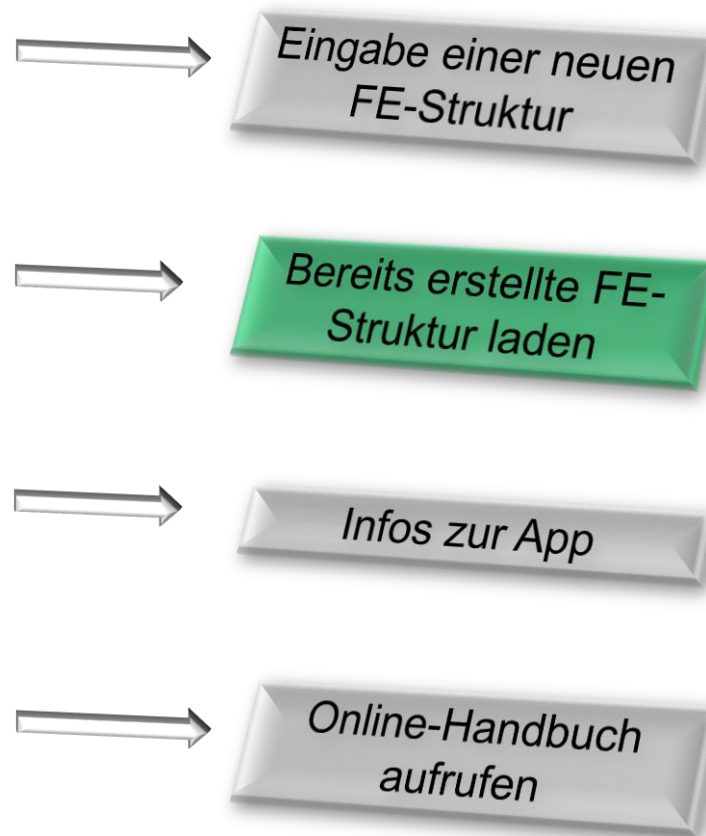 Eingabe einer neuen
FE-Struktur
Bereits erstellte FE-
Struktur laden
Infos zur App
Online-Handbuch
aufrufen